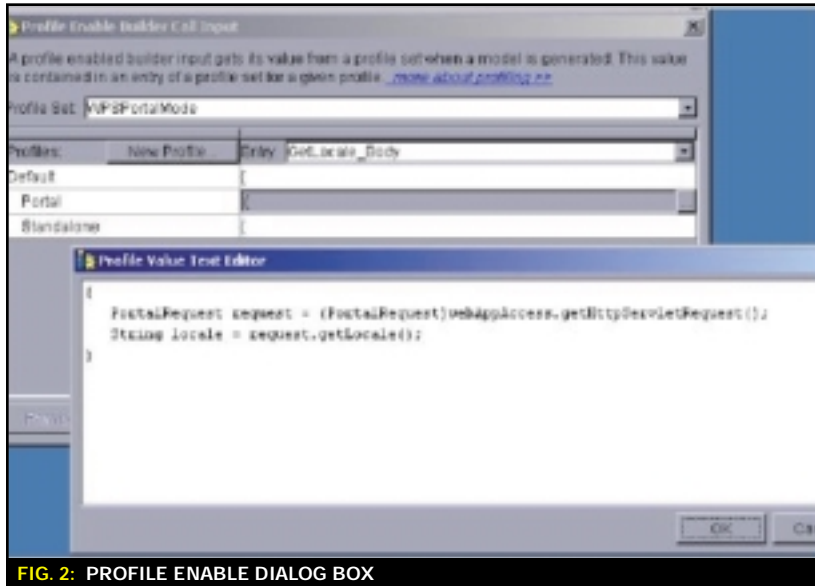 Profile Enable Builder Call Input
A profile enabled builder input gets its value from a profile set when a model is generated. This value
is contained in an entry of a profile set for a given profile. more about profiling >>
Profile Set: WPSPortalMode
Profiles: New Profile... Entry: GetLocale_Body
Default {
Portal {
Standalone {
Profile Value Text Editor
{
PortalRequest request = (PortalRequest)webAppAccess.getHttpServletRequest();
String locale = request.getLocale();
}
OK
FIG. 2: PROFILE ENABLE DIALOG BOX